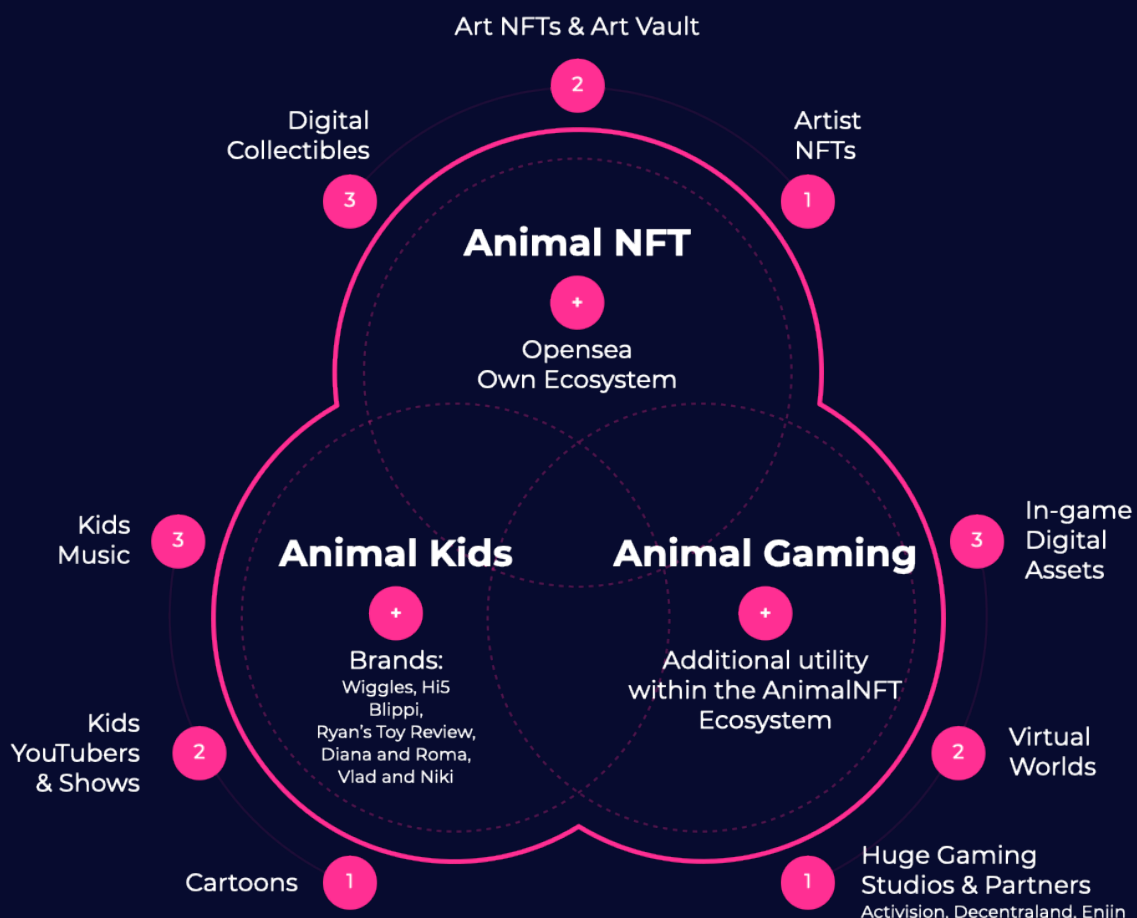 Art NFTs & Art Vault
2
Digital
Collectibles
3
Artist
NFTs
1
Animal NFT
+
Opensea
Own Ecosystem
Kids
Music
3
Animal Kids
+
Brands:
Wiggles, Hi5
Blippi,
Ryan's Toy Review,
Diana and Roma,
Vlad and Niki
Animal Gaming
+
Additional utility
within the AnimalNFT
Ecosystem
3
In-game
Digital
Assets
Kids
YouTubers
& Shows
2
2
Virtual
Worlds
Cartoons
1
1
Huge Gaming
Studios & Partners
Activision, Decentraland, Enjin